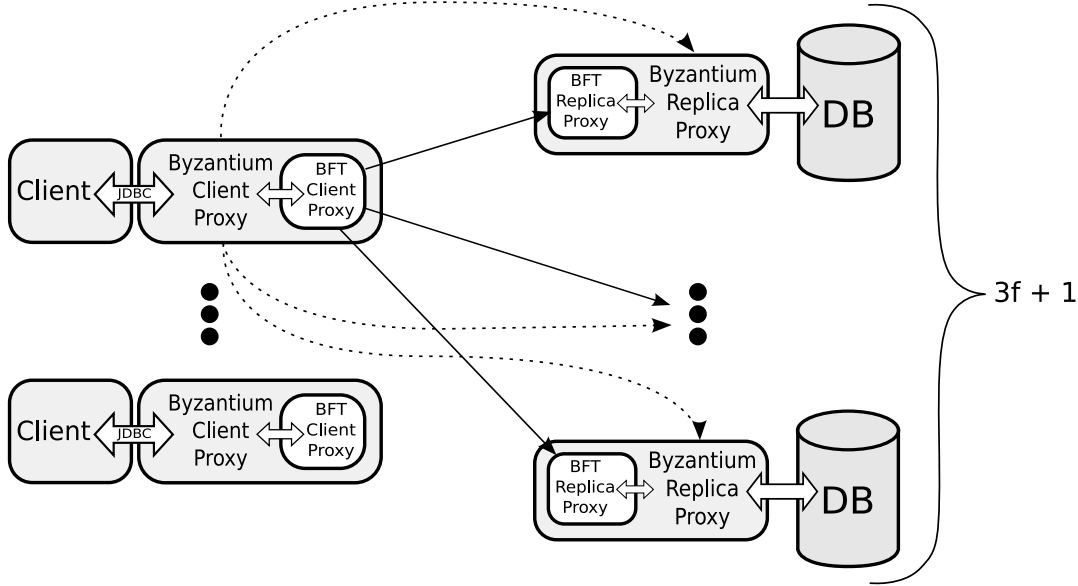 BFT
Replica
Proxy
Byzantium
Replica
Proxy
DB
Client
JDBC
Byzantium
Client
Proxy
BFT
Client
Proxy
3f + 1
Client
JDBC
Byzantium
Client
Proxy
BFT
Client
Proxy
BFT
Replica
Proxy
Byzantium
Replica
Proxy
DB